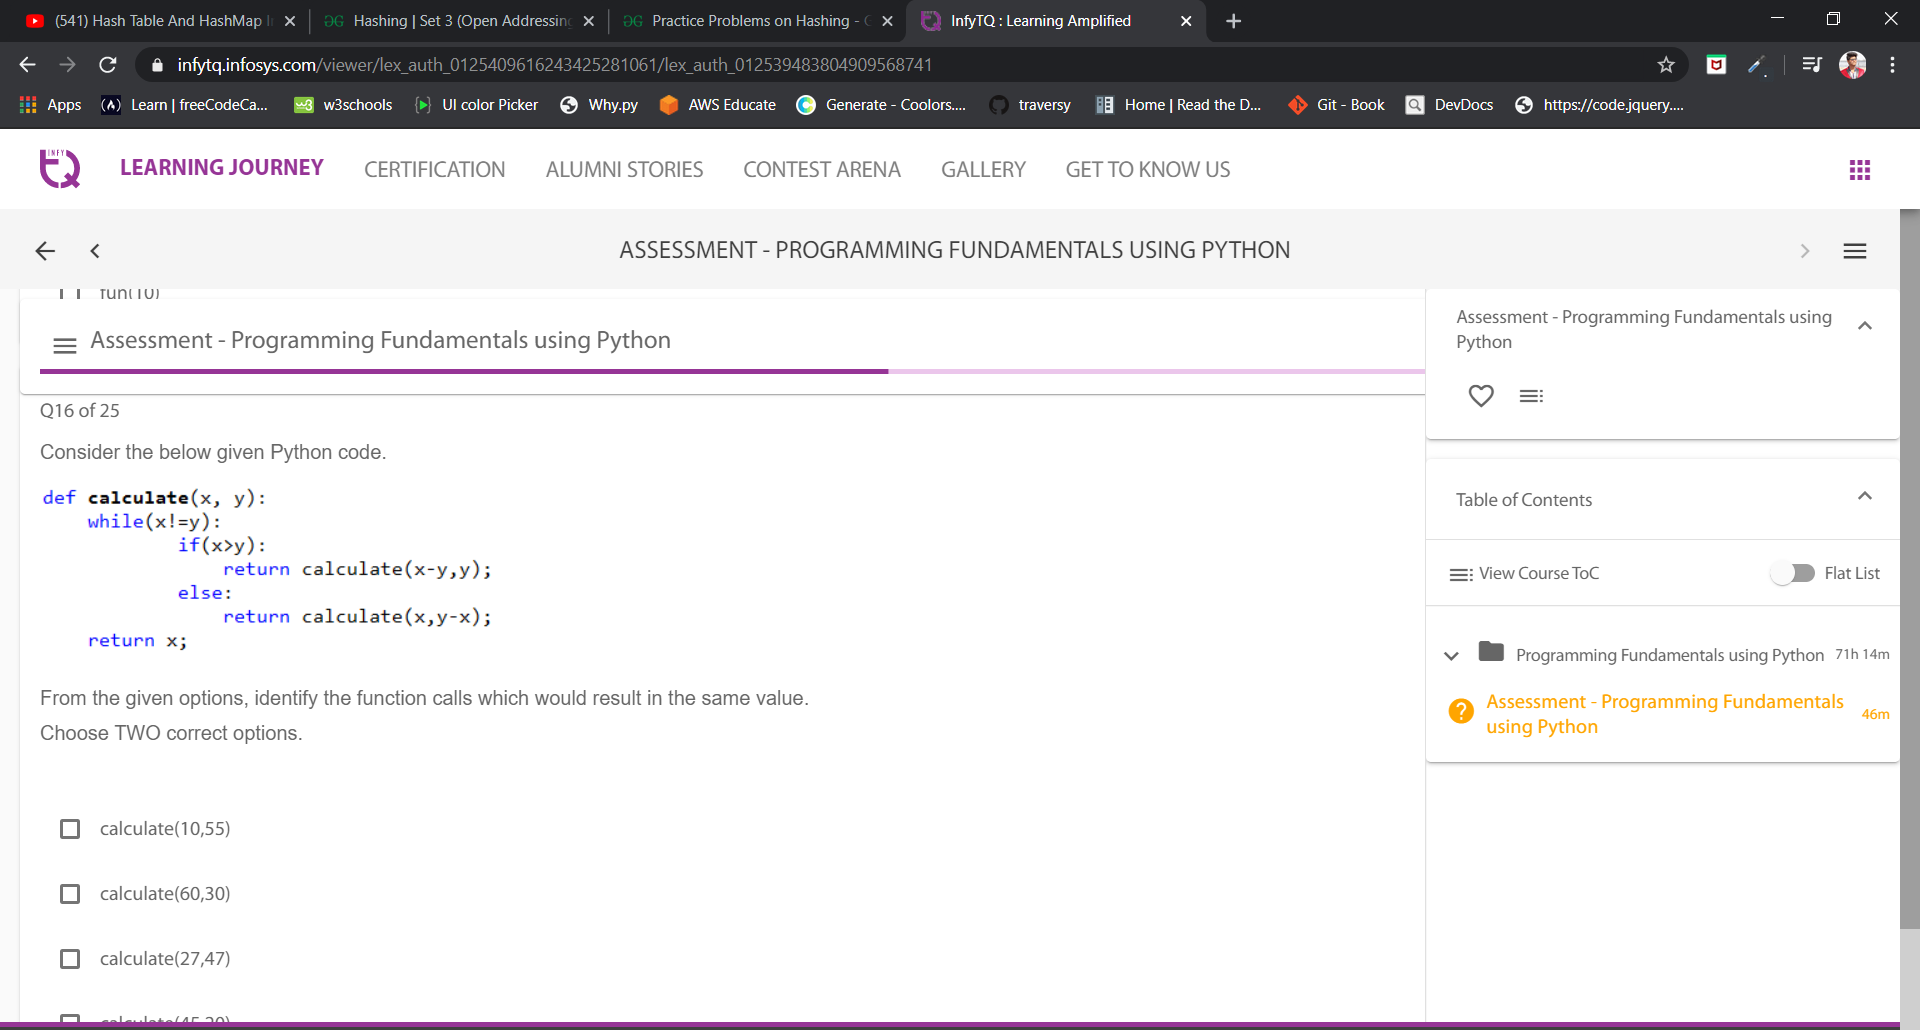 (541) Hash Table And HashMap I
Hashing | Set 3 (Open Addressing
Practice Problems on Hashing - G
InfyTQ : Learning Amplified
infytq.infosys.com/viewer/lex_auth_0125409616243425281061/lex_auth_012539483804909568741
Apps
Learn | freeCodeCa...
w3schools
UI color Picker
Why.py
AWS Educate
Generate - Coolors....
traversy
Home | Read the D...
Git - Book
DevDocs
https://code.jquery....
INFY
LEARNING JOURNEY
CERTIFICATION
ALUMNI STORIES
CONTEST ARENA
GALLERY
GET TO KNOW US
ASSESSMENT - PROGRAMMING FUNDAMENTALS USING PYTHON
fun(10)
Assessment - Programming Fundamentals using Python
Q16 of 25
Consider the below given Python code.
def calculate(x, y):
while(x!=y):
if(x>y):
return calculate(x-y,y);
else:
return calculate(x,y-x);
return x;
From the given options, identify the function calls which would result in the same value.
Choose TWO correct options.
calculate(10,55)
calculate(60,30)
calculate(27,47)
Assessment - Programming Fundamentals using
Python
Table of Contents
View Course ToC
Flat List
Programming Fundamentals using Python 71h 14m
Assessment - Programming Fundamentals
using Python
46m